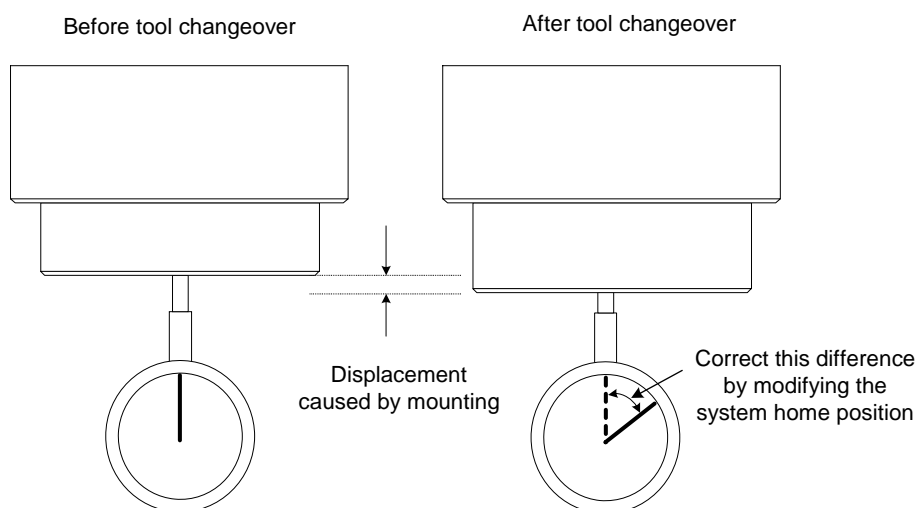 Before tool changeover
After tool changeover
Displacement
caused by mounting
Correct this difference
by modifying the
system home position